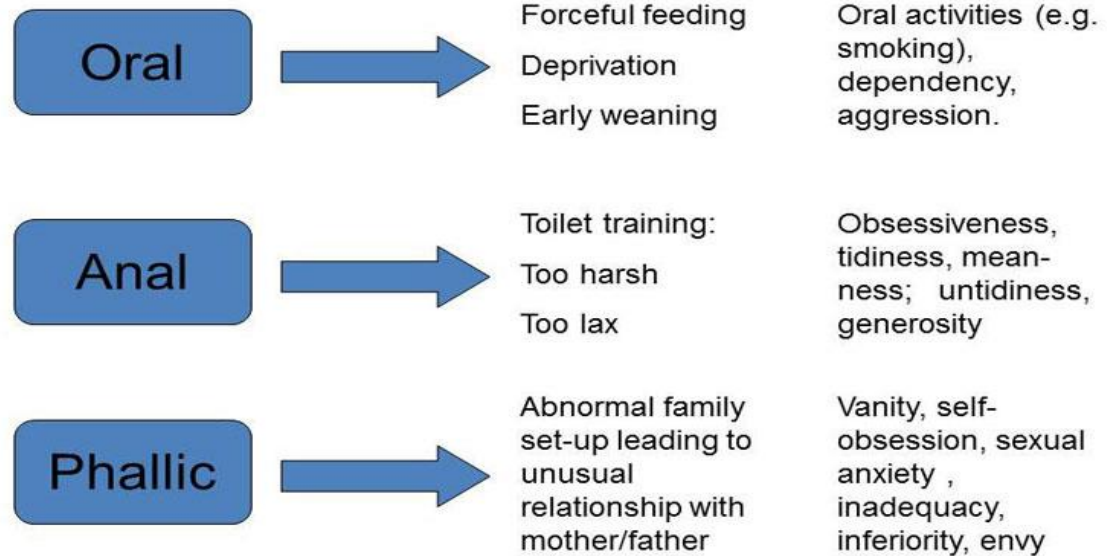 Oral
Forceful feeding
Deprivation
Early weaning
Oral activities (e.g.
smoking),
dependency,
aggression.
Anal
Toilet training:
Too harsh
Too lax
Obsessiveness,
tidiness, mean-
ness; untidiness,
generosity
Phallic
Abnormal family
set-up leading to
unusual
relationship with
mother/father
Vanity, self-
obsession, sexual
anxiety ,
inadequacy,
inferiority, envy